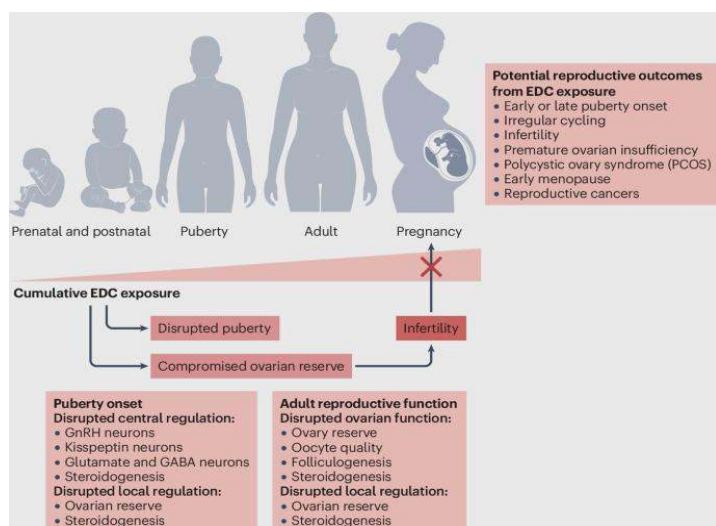 Potential reproductive outcomes
from EDC exposure
• Early or late puberty onset
• Irregular cycling
• Infertility
• Premature ovarian insufficiency
• Polycystic ovary syndrome (PCOS)
• Early menopause
• Reproductive cancers
Prenatal and postnatal
Puberty
Adult
Pregnancy
Cumulative EDC exposure
Disrupted puberty
Infertility
Compromised ovarian reserve
Puberty onset
Disrupted central regulation:
• GnRH neurons
• Kisspeptin neurons
• Glutamate and GABA neurons
• Steroidogenesis
Disrupted local regulation:
• Ovarian reserve
• Steroidogenesis
Adult reproductive function
Disrupted ovarian function:
• Ovary reserve
• Oocyte quality
• Folliculogenesis
• Steroidogenesis
Disrupted local regulation:
• Ovarian reserve
• Steroidogenesis